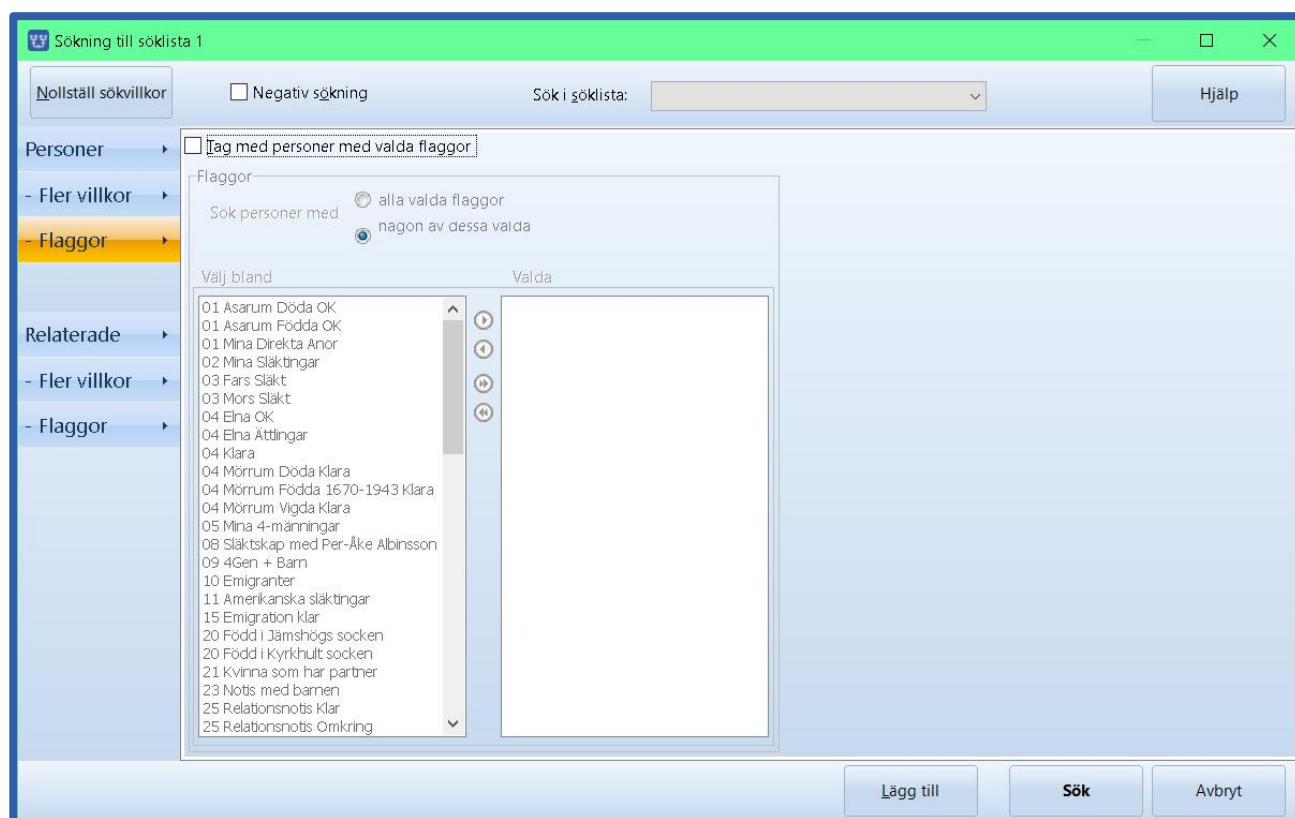 Sökning till söklista 1
Nollställ sökvillkor
Negativ sökning
Sök i söklista:
Hjälp
Personer
- Fler villkor
- Flaggor
Relaterade
- Fler villkor
- Flaggor
Tag med personer med valda flaggor
Flaggor
Sök personer med
alla valda flaggor
någon av dessa valda
Välj bland
Valda
01 Asarum Döda OK
01 Asarum Födda OK
01 Mina Direkta Anor
02 Mina Släktingar
03 Fars Släkt
03 Mors Släkt
04 Elna OK
04 Elna Ättlingar
04 Klara
04 Mörrum Döda Klara
04 Mörrum Födda 1670-1943 Klara
04 Mörrum Vigda Klara
05 Mina 4-männingar
08 Släktskap med Per-Åke Albinsson
09 4Gen + Barn
10 Emigranter
11 Amerikanska släktingar
15 Emigration klar
20 Född i Jämshögs socken
20 Född i Kyrkhult socken
21 Kvinna som har partner
23 Notis med barnen
25 Relationsnotis Klar
25 Relationsnotis Omkring
Lägg till
Sök
Avbryt